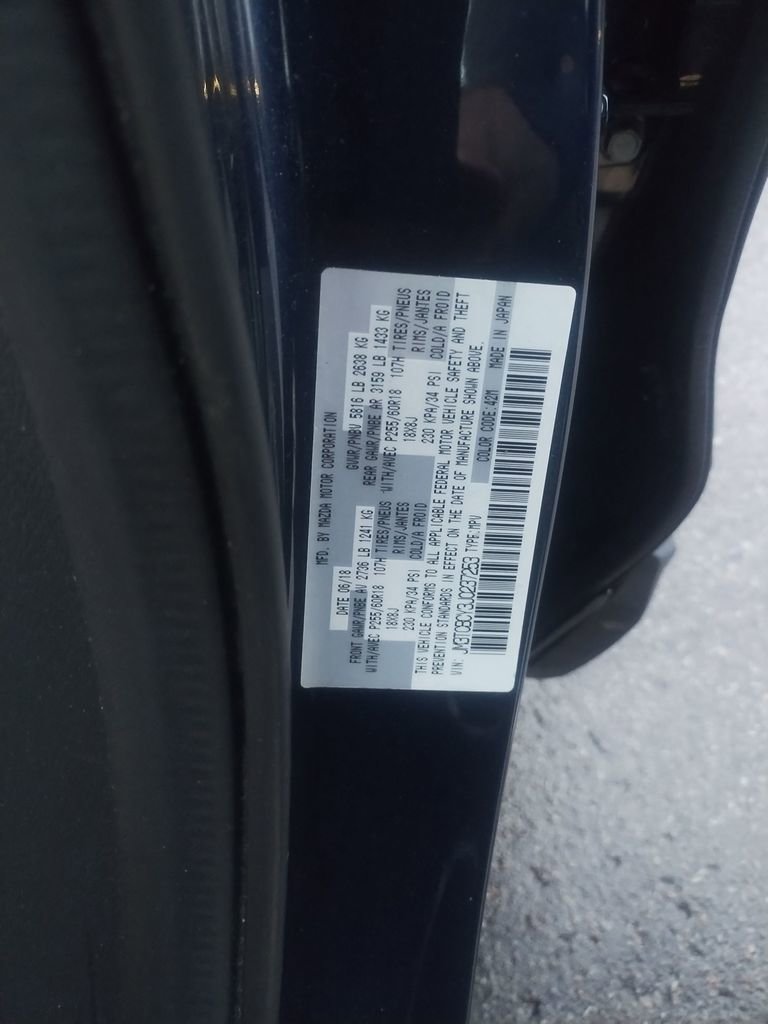 MFD. BY MAZDA MOTOR CORPORATION
DATE 06/18 GVWR/PNBV 5816 LB 2638 KG
FRONT GAWR/PNBE AV 2736 LB 1241 KG REAR GAWR/PNBE AR 3159 LB 1433 KG
WITH/AVEC P255/60R18 107H TIRES/PNEUS WITH/AVEC P255/60R18 107H TIRES/PNEUS
18X8J RIMS/JANTES 18X8J RIMS/JANTES
230 KPA/34 PSI COLD/A FROID 230 KPA/34 PSI COLD/A FROID
THIS VEHICLE CONFORMS TO ALL APPLICABLE FEDERAL MOTOR VEHICLE SAFETY AND THEFT
PREVENTION STANDARDS IN EFFECT ON THE DATE OF MANUFACTURE SHOWN ABOVE.
VIN: JM3TCBCY3J0237253 TYPE:MPV COLOR CODE:42M MADE IN JAPAN